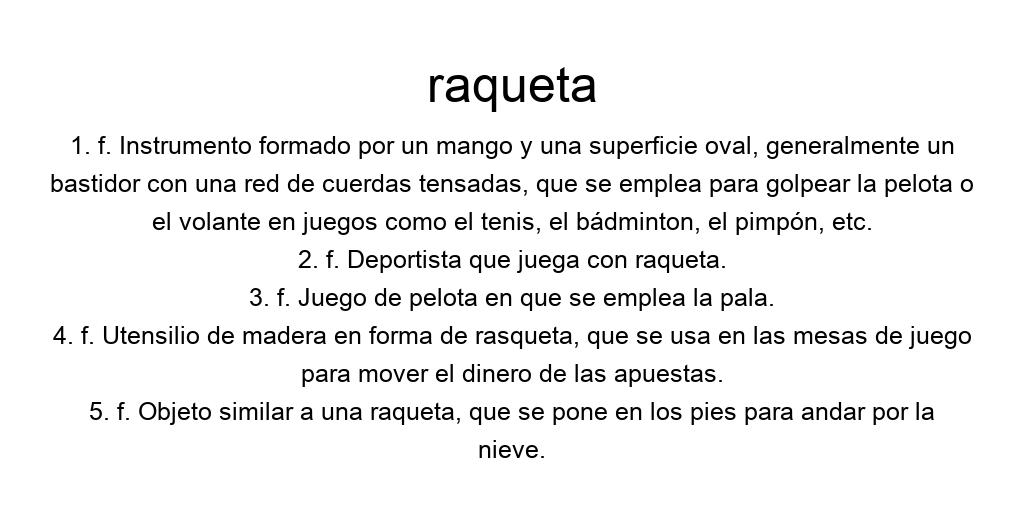 raqueta
1. f. Instrumento formado por un mango y una superficie oval, generalmente un
bastidor con una red de cuerdas tensadas, que se emplea para golpear la pelota o
el volante en juegos como el tenis, el bádminton, el pimpón, etc.
2. f. Deportista que juega con raqueta.
3. f. Juego de pelota en que se emplea la pala.
4. f. Utensilio de madera en forma de rasqueta, que se usa en las mesas de juego
para mover el dinero de las apuestas.
5. f. Objeto similar a una raqueta, que se pone en los pies para andar por la
nieve.